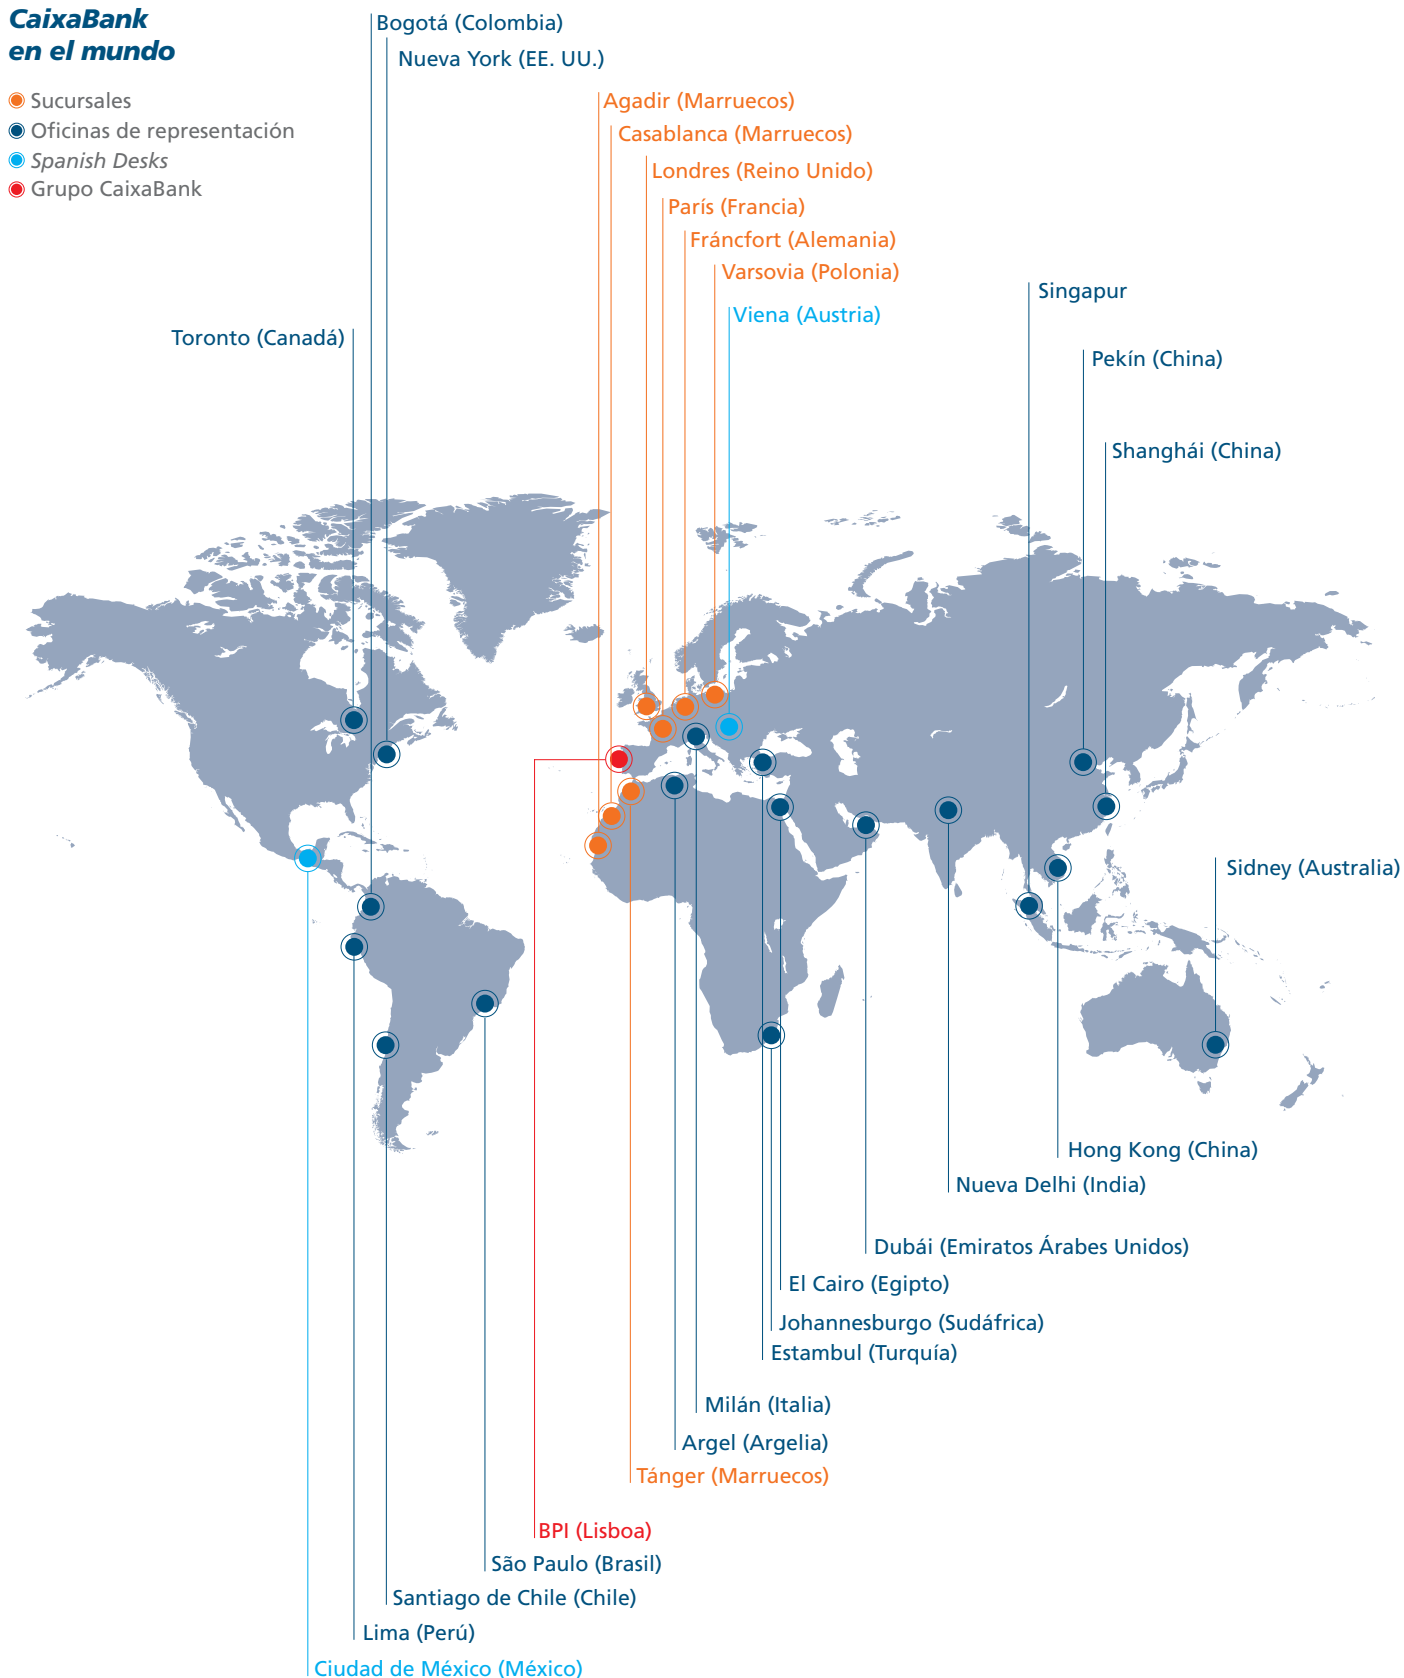 CaixaBank
en el mundo
Sucursales
Oficinas de representación
Spanish Desks
Grupo CaixaBank
Bogotá (Colombia)
Nueva York (EE. UU.)
Agadir (Marruecos)
Casablanca (Marruecos)
Londres (Reino Unido)
París (Francia)
Fráncfort (Alemania)
Varsovia (Polonia)
Singapur
Viena (Austria)
Toronto (Canadá)
Pekín (China)
Shanghái (China)
Sidney (Australia)
Hong Kong (China)
Nueva Delhi (India)
Dubái (Emiratos Árabes Unidos)
El Cairo (Egipto)
Johannesburgo (Sudáfrica)
Estambul (Turquía)
Milán (Italia)
Argel (Argelia)
Tánger (Marruecos)
BPI (Lisboa)
São Paulo (Brasil)
Santiago de Chile (Chile)
Lima (Perú)
Ciudad de México (México)